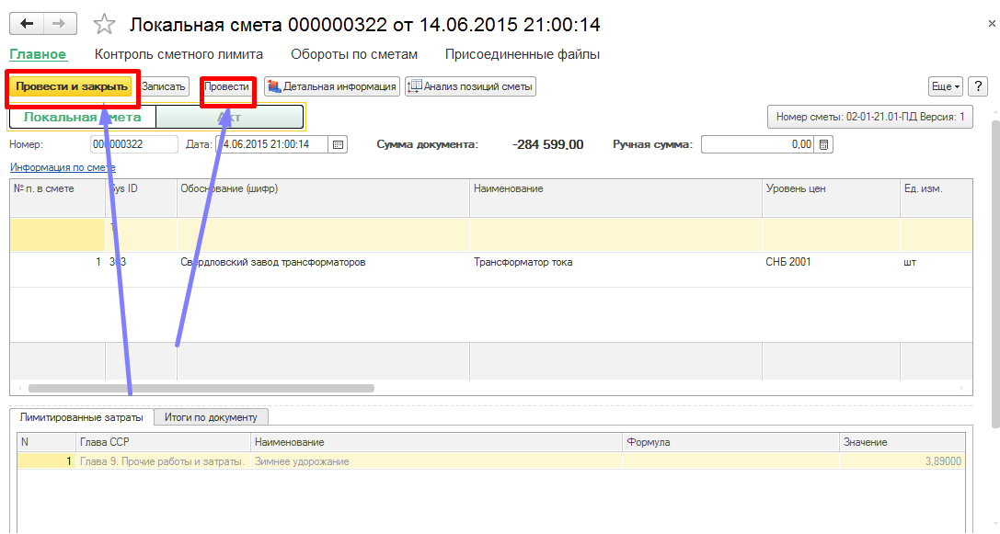 Локальная смета 000000322 от 14.06.2015 21:00:14
Главное Контроль сметного лимита Обороты по сметам Присоединенные файлы
Провести и закрыть Записать Провести Детальная информация Анализ позиций сметы Еще ?
Локальная смета Акт Номер сметы: 02-01-21.01-ПД Версия: 1
Номер: 000000322 Дата: 14.06.2015 21:00:14 Сумма документа: -284 599,00 Ручная сумма: 0,00
Информация по смете
№ п. в смете Sys ID Обоснование (шифр) Наименование Уровень цен Ед. изм.
1
1 Свердловский завод трансформаторов Трансформатор тока СНБ 2001 шт
Лимитированные затраты Итоги по документу
N Глава ССР Наименование Формула Значение
1 Глава 9. Прочие работы и затраты. Зимнее удорожание 3,89000